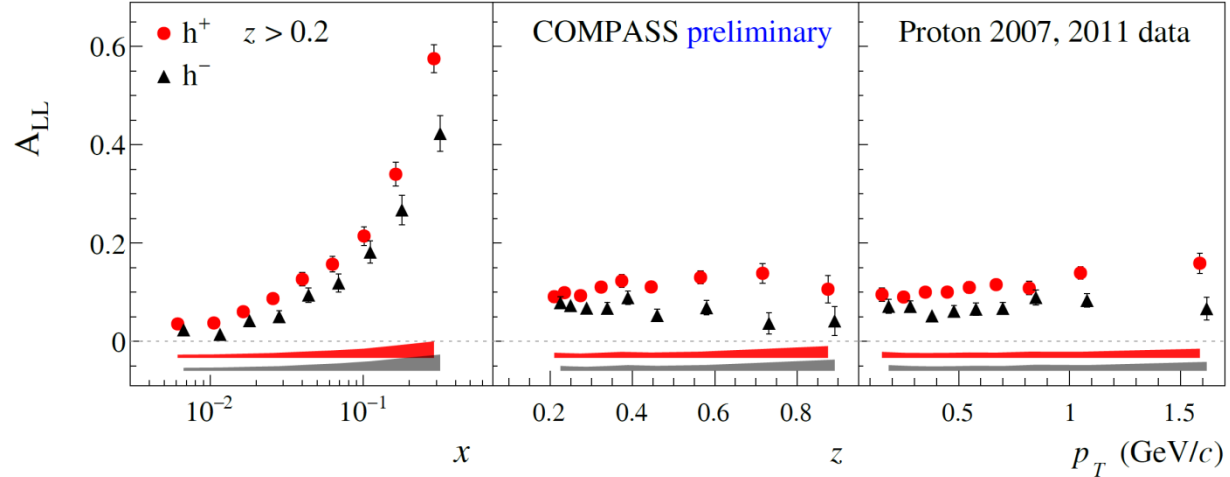 h⁺ z > 0.2
h⁻
COMPASS preliminary
Proton 2007, 2011 data
A_LL
0.6
0.4
0.2
0
10⁻² 10⁻¹
x
0.2 0.4 0.6 0.8
z
0.5 1 1.5
p_T (GeV/c)